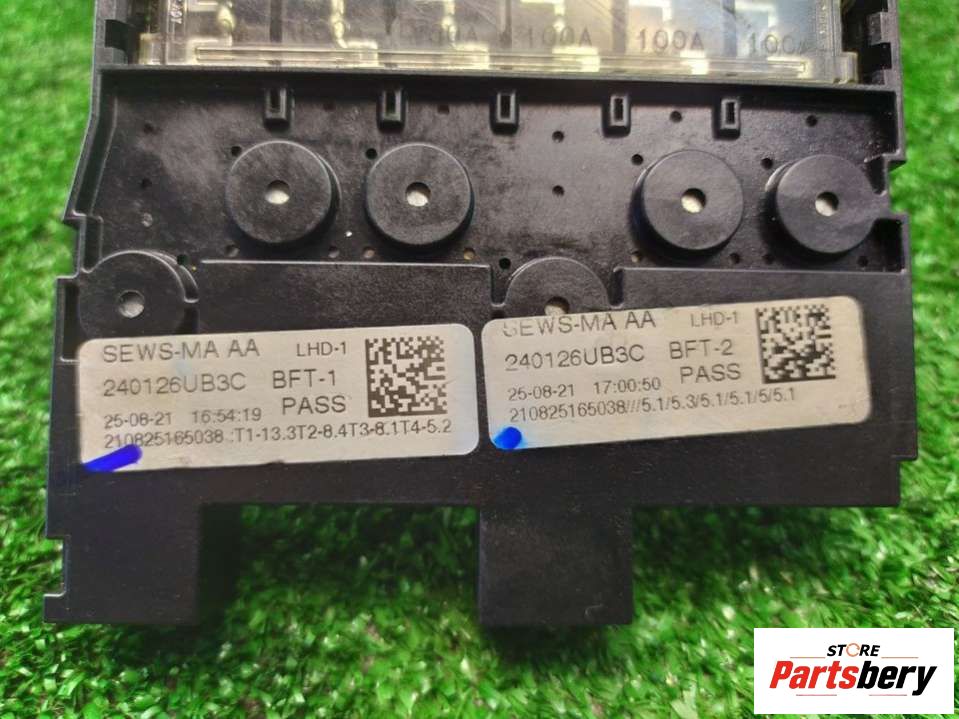 100A 100A 100A 100A 100A
SEWS-MA AA LHD-1
240126UB3C BFT-1
25-08-21 16:54:19 PASS
210825165038 :T1-13.3T2-8.4T3-8.1T4-5.2
SEWS-MA AA LHD-1
240126UB3C BFT-2
25-08-21 17:00:50 PASS
210825165038///5.1/5.3/5.1/5.1/5/5.1
STORE
Partsbery